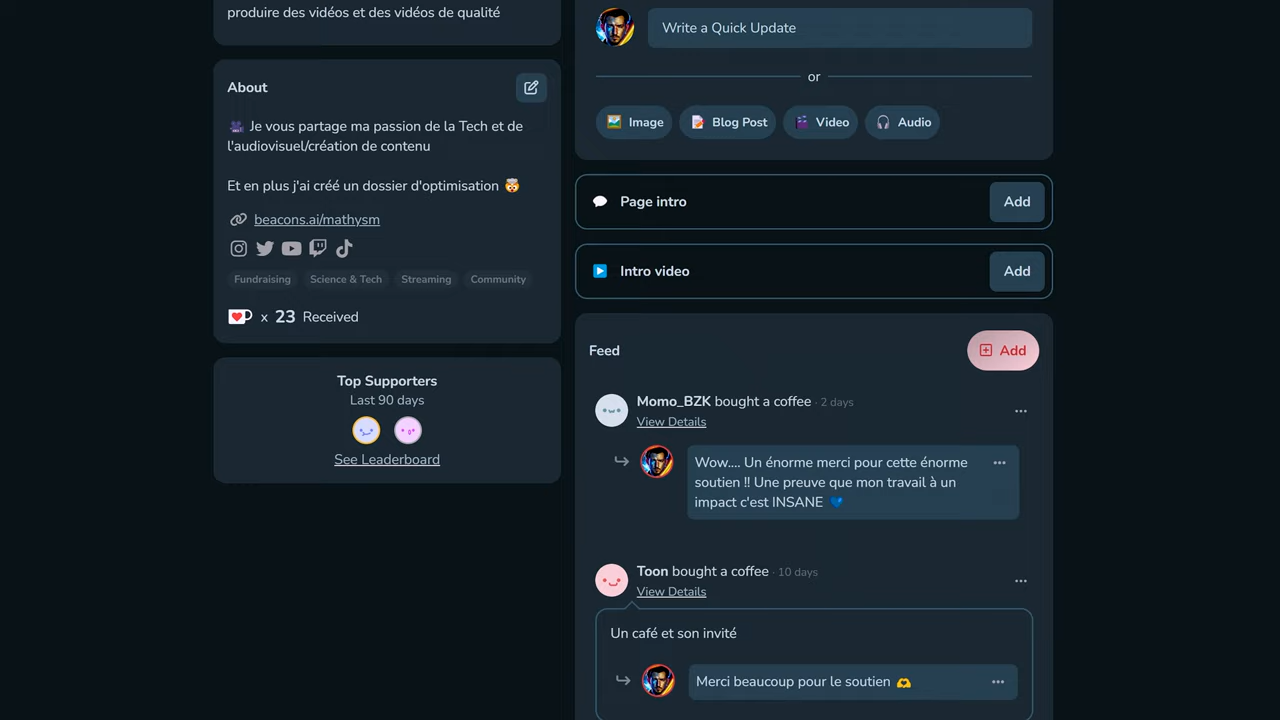 produire des vidéos et des vidéos de qualité
About
Je vous partage ma passion de la Tech et de
l'audiovisuel/création de contenu
Et en plus j'ai créé un dossier d'optimisation 🤯
beacons.ai/mathysm
Fundraising Science & Tech Streaming Community
x 23 Received
Top Supporters
Last 90 days
See Leaderboard
Write a Quick Update
or
Image Blog Post Video Audio
Page intro Add
Intro video Add
Feed Add
Momo_BZK bought a coffee · 2 days
View Details
Wow.... Un énorme merci pour cette énorme
soutien !! Une preuve que mon travail à un
impact c'est INSANE 💙
Toon bought a coffee · 10 days
View Details
Un café et son invité
Merci beaucoup pour le soutien 🫶